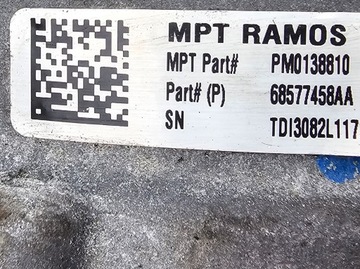 MPT RAMOS
MPT Part# PM0138810
Part# (P) 68577458AA
SN TDI3082L117